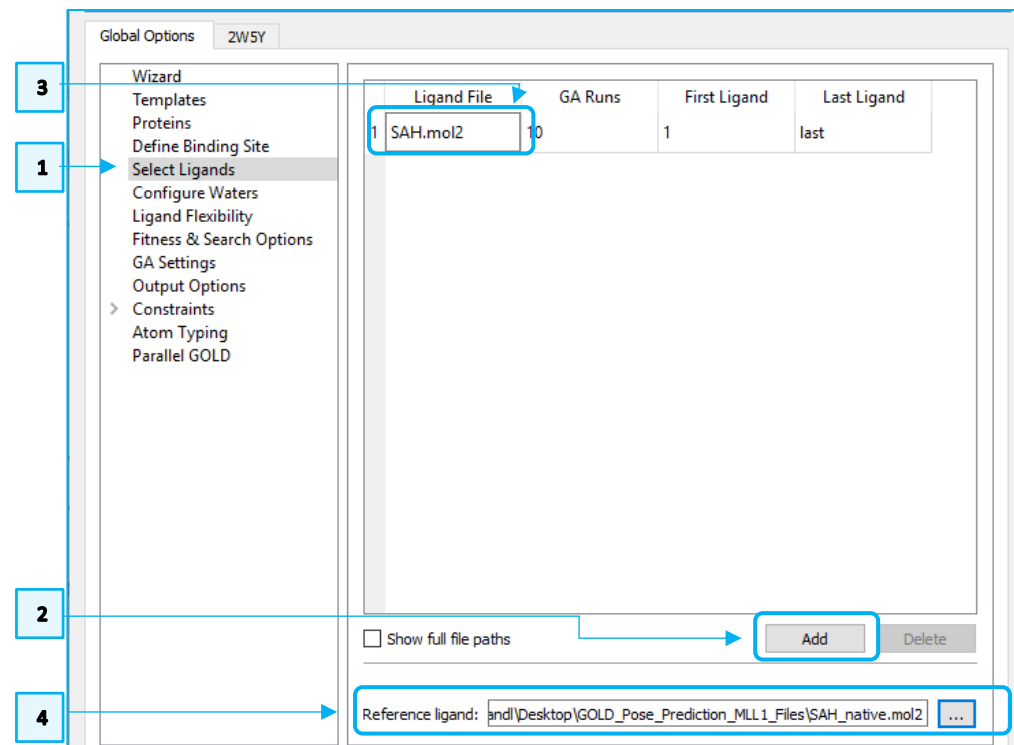 Global Options 2W5Y
Wizard
Templates
Proteins
Define Binding Site
Select Ligands
Configure Waters
Ligand Flexibility
Fitness & Search Options
GA Settings
Output Options
> Constraints
Atom Typing
Parallel GOLD
3
1
2
4
Ligand File GA Runs First Ligand Last Ligand
1 SAH.mol2 10 1 last
Show full file paths Add Delete
Reference ligand: andl\Desktop\GOLD_Pose_Prediction_MLL1_Files\SAH_native.mol2 ...